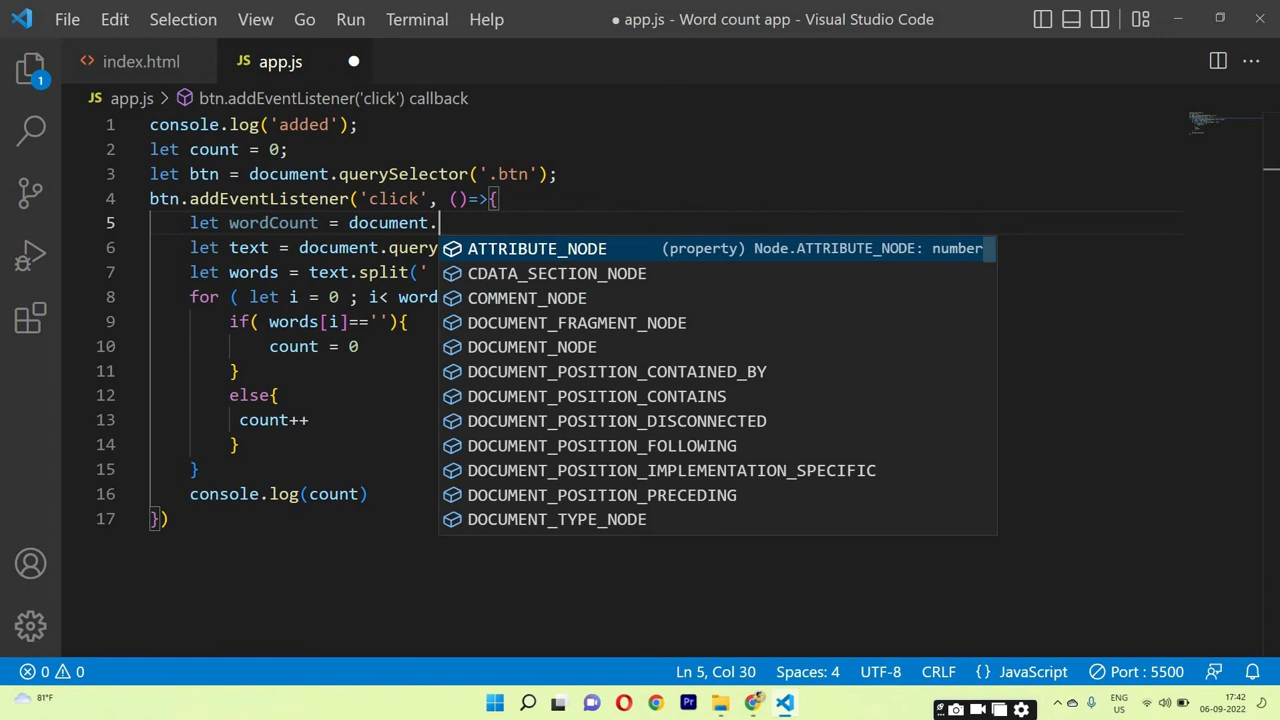 File Edit Selection View Go Run Terminal Help ● app.js - Word count app - Visual Studio Code
1
<> index.html JS app.js
JS app.js > btn.addEventListener('click') callback
1 console.log('added');
2 let count = 0;
3 let btn = document.querySelector('.btn');
4 btn.addEventListener('click', ()=>{
5 let wordCount = document.
6 let text = document.query
7 let words = text.split('
8 for ( let i = 0 ; i< word
9 if( words[i]==''){
10 count = 0
11 }
12 else{
13 count++
14 }
15 }
16 console.log(count)
17 })
ATTRIBUTE_NODE (property) Node.ATTRIBUTE_NODE: number
CDATA_SECTION_NODE
COMMENT_NODE
DOCUMENT_FRAGMENT_NODE
DOCUMENT_NODE
DOCUMENT_POSITION_CONTAINED_BY
DOCUMENT_POSITION_CONTAINS
DOCUMENT_POSITION_DISCONNECTED
DOCUMENT_POSITION_FOLLOWING
DOCUMENT_POSITION_IMPLEMENTATION_SPECIFIC
DOCUMENT_POSITION_PRECEDING
DOCUMENT_TYPE_NODE
0 0 Ln 5, Col 30 Spaces: 4 UTF-8 CRLF {} JavaScript Port : 5500
81°F Pr ENG 17:42
US 06-09-2022